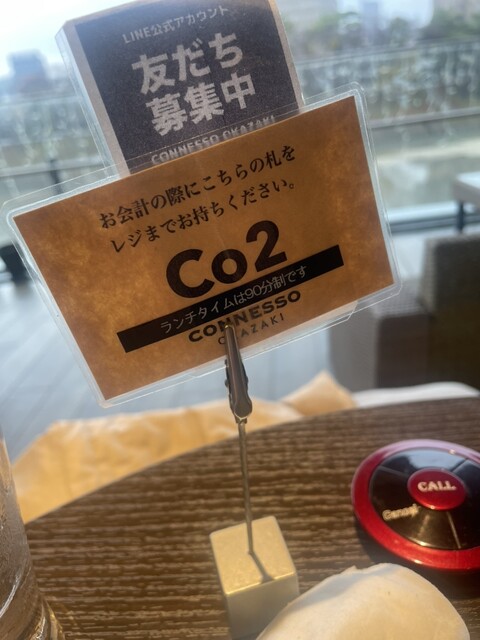 LINE公式アカウント
友だち
募集中
CONNESSO OKAZAKI
お会計の際にこちらの札を
レジまでお持ちください。
Co2
ランチタイムは90分制です
CONNESSO
OKAZAKI
CALL
Cancel